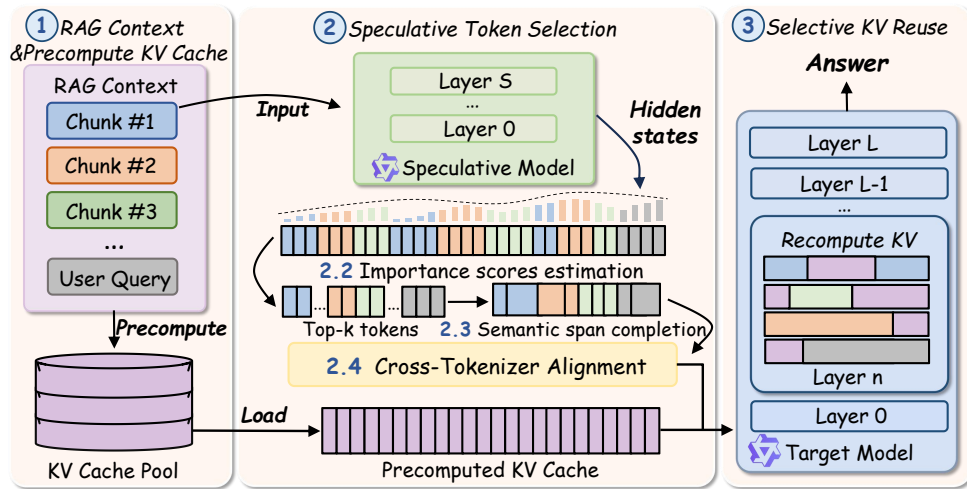 1
RAG Context
&Precompute KV Cache
RAG Context
Chunk #1
Chunk #2
Chunk #3
...
User Query
Precompute
KV Cache Pool
2 Speculative Token Selection
Input
Layer S
...
Layer 0
Speculative Model
Hidden
states
2.2 Importance scores estimation
... ...
Top-k tokens
2.3 Semantic span completion
2.4 Cross-Tokenizer Alignment
Load
Precomputed KV Cache
3 Selective KV Reuse
Answer
Layer L
Layer L-1
...
Recompute KV
Layer n
Layer 0
Target Model